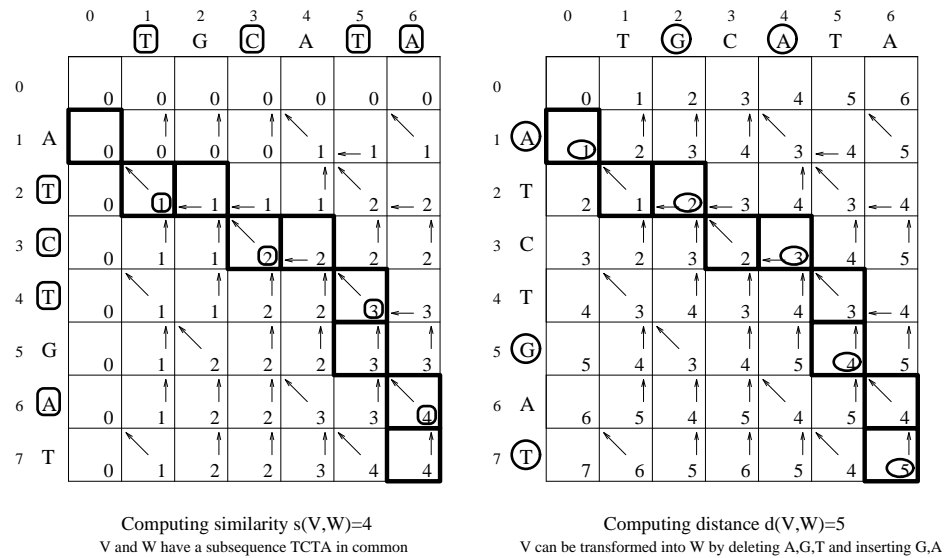 0 1 2 3 4 5 6
T G C A T A
0 0 0 0 0 0 0 0
1 A 0 0 0 0 1 1 1
2 T 0 1 1 1 1 2 2
3 C 0 1 1 2 2 2 2
4 T 0 1 1 2 2 3 3
5 G 0 1 2 2 2 3 3
6 A 0 1 2 2 3 3 4
7 T 0 1 2 2 3 4 4
Computing similarity s(V,W)=4
V and W have a subsequence TCTA in common
0 1 2 3 4 5 6
T G C A T A
0 0 1 2 3 4 5 6
1 A 1 2 3 4 3 4 5
2 T 2 1 2 3 4 3 4
3 C 3 2 3 2 3 4 5
4 T 4 3 4 3 4 3 4
5 G 5 4 3 4 5 4 5
6 A 6 5 4 5 4 5 4
7 T 7 6 5 6 5 4 5
Computing distance d(V,W)=5
V can be transformed into W by deleting A,G,T and inserting G,A